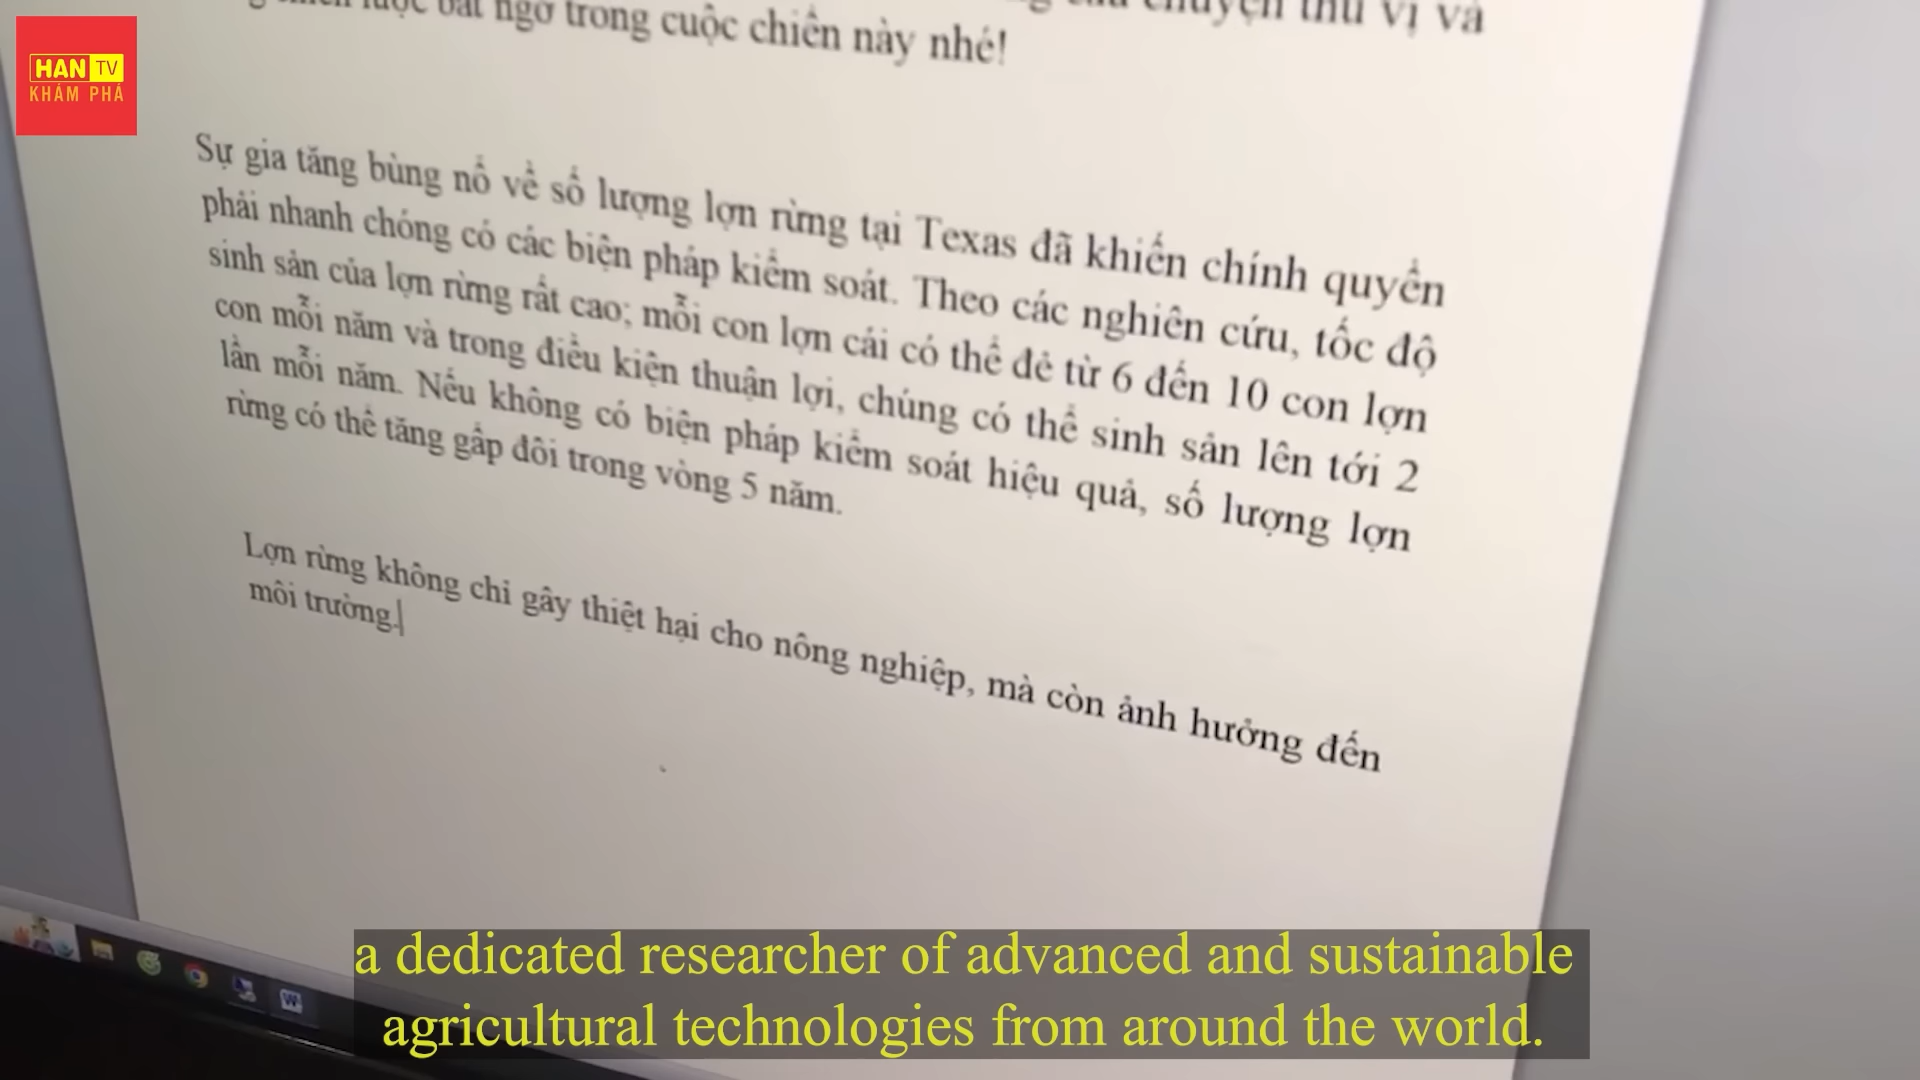 HAN TV
KHÁM PHÁ
chuyện thú vị và
bất ngờ trong cuộc chiến này nhé!
Sự gia tăng bùng nổ về số lượng lợn rừng tại Texas đã khiến chính quyền
phải nhanh chóng có các biện pháp kiểm soát. Theo các nghiên cứu, tốc độ
sinh sản của lợn rừng rất cao; mỗi con lợn cái có thể đẻ từ 6 đến 10 con lợn
con mỗi năm và trong điều kiện thuận lợi, chúng có thể sinh sản lên tới 2
lần mỗi năm. Nếu không có biện pháp kiểm soát hiệu quả, số lượng lợn
rừng có thể tăng gấp đôi trong vòng 5 năm.
Lợn rừng không chỉ gây thiệt hại cho nông nghiệp, mà còn ảnh hưởng đến
môi trường.
a dedicated researcher of advanced and sustainable
agricultural technologies from around the world.